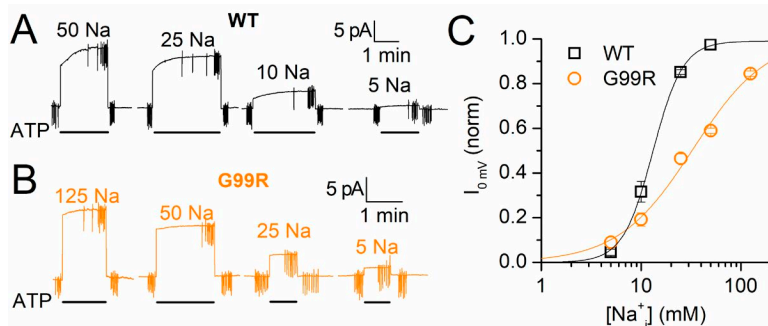 A
WT
50 Na
25 Na
10 Na
5 Na
5 pA
1 min
ATP
B
G99R
125 Na
50 Na
25 Na
5 Na
5 pA
1 min
ATP
C
WT
G99R
1.0
0.8
0.6
0.4
0.2
0.0
I0 mV (norm)
1 10 100
[Na+i] (mM)